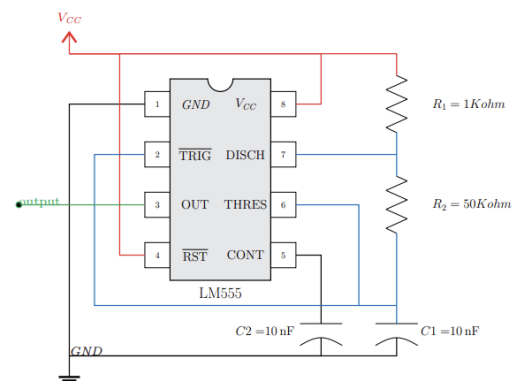 V_CC
1 GND V_CC 8
R_1 = 1Kohm
2 TRIG DISCH 7
output
3 OUT THRES 6
R_2 = 50Kohm
4 RST CONT 5
LM555
C2 =10 nF
C1 =10 nF
GND